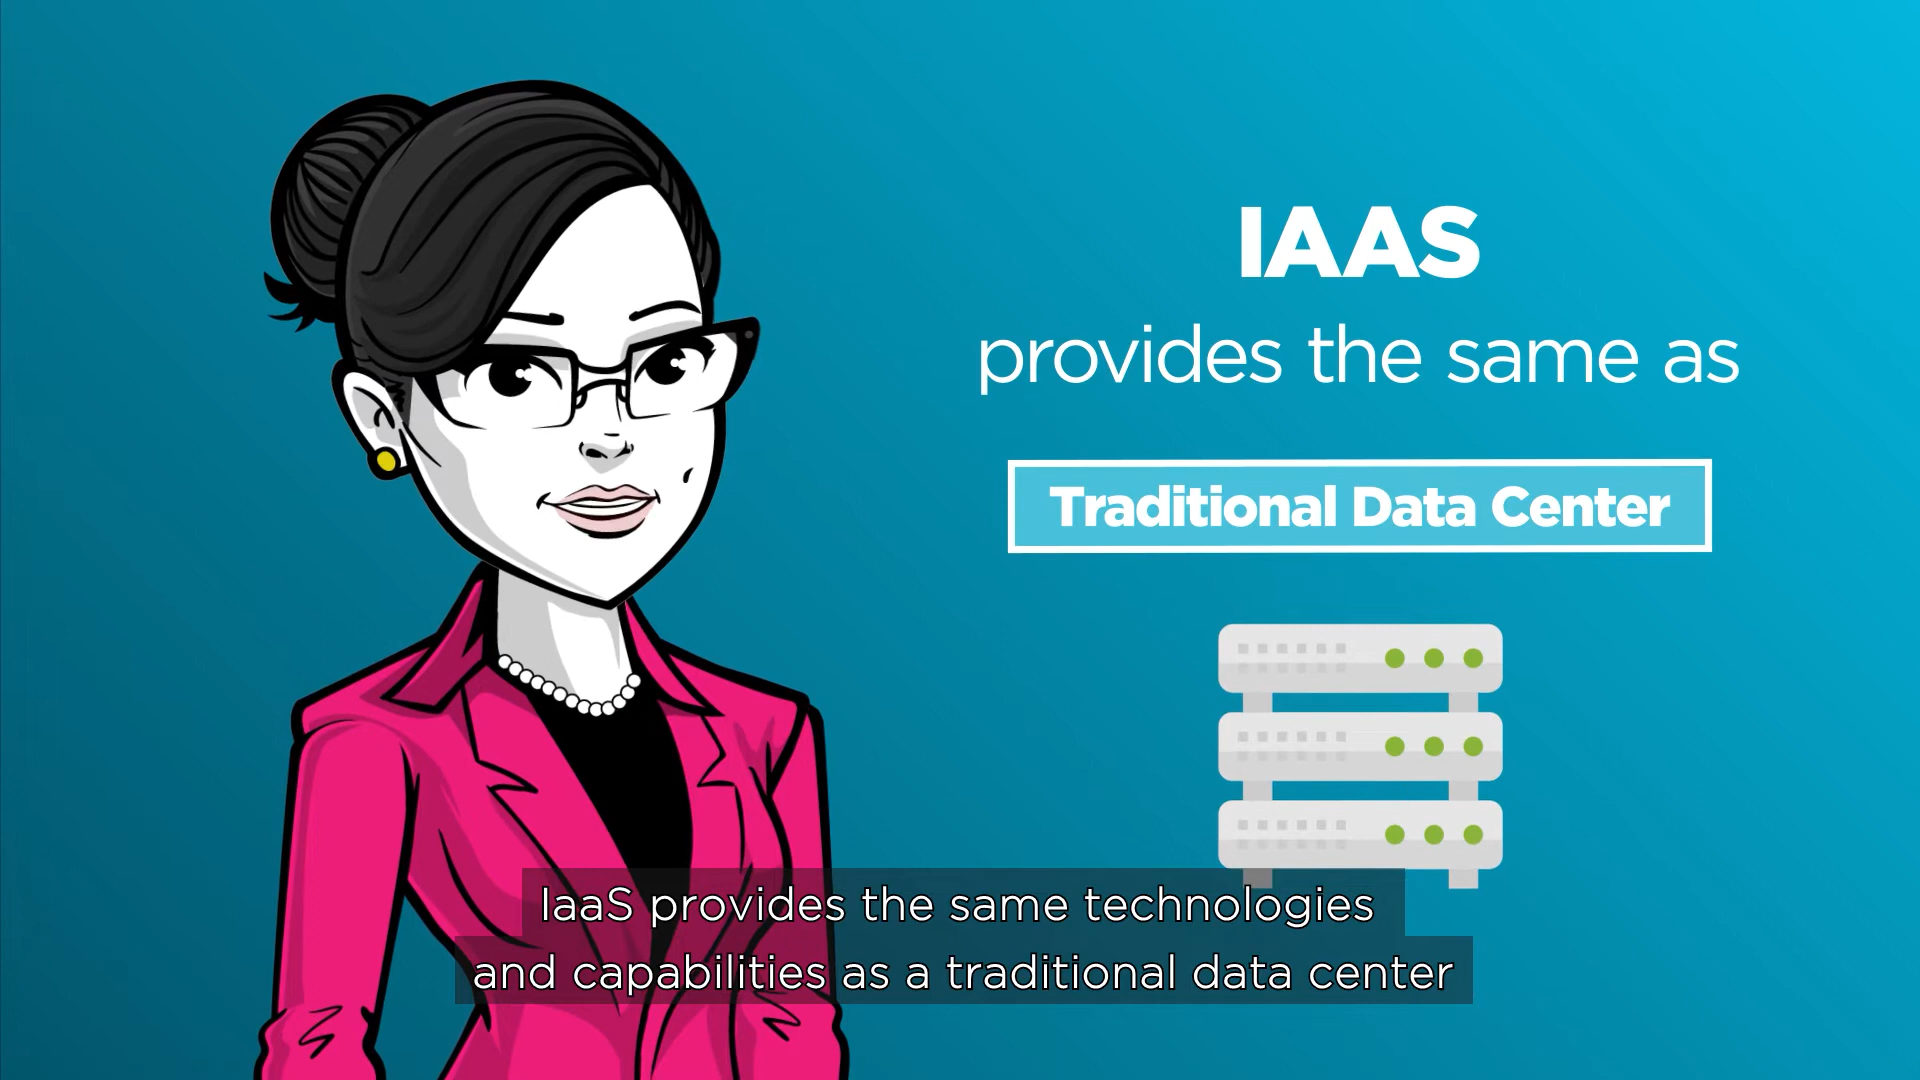 IAAS
provides the same as
Traditional Data Center
IaaS provides the same technologies
and capabilities as a traditional data center